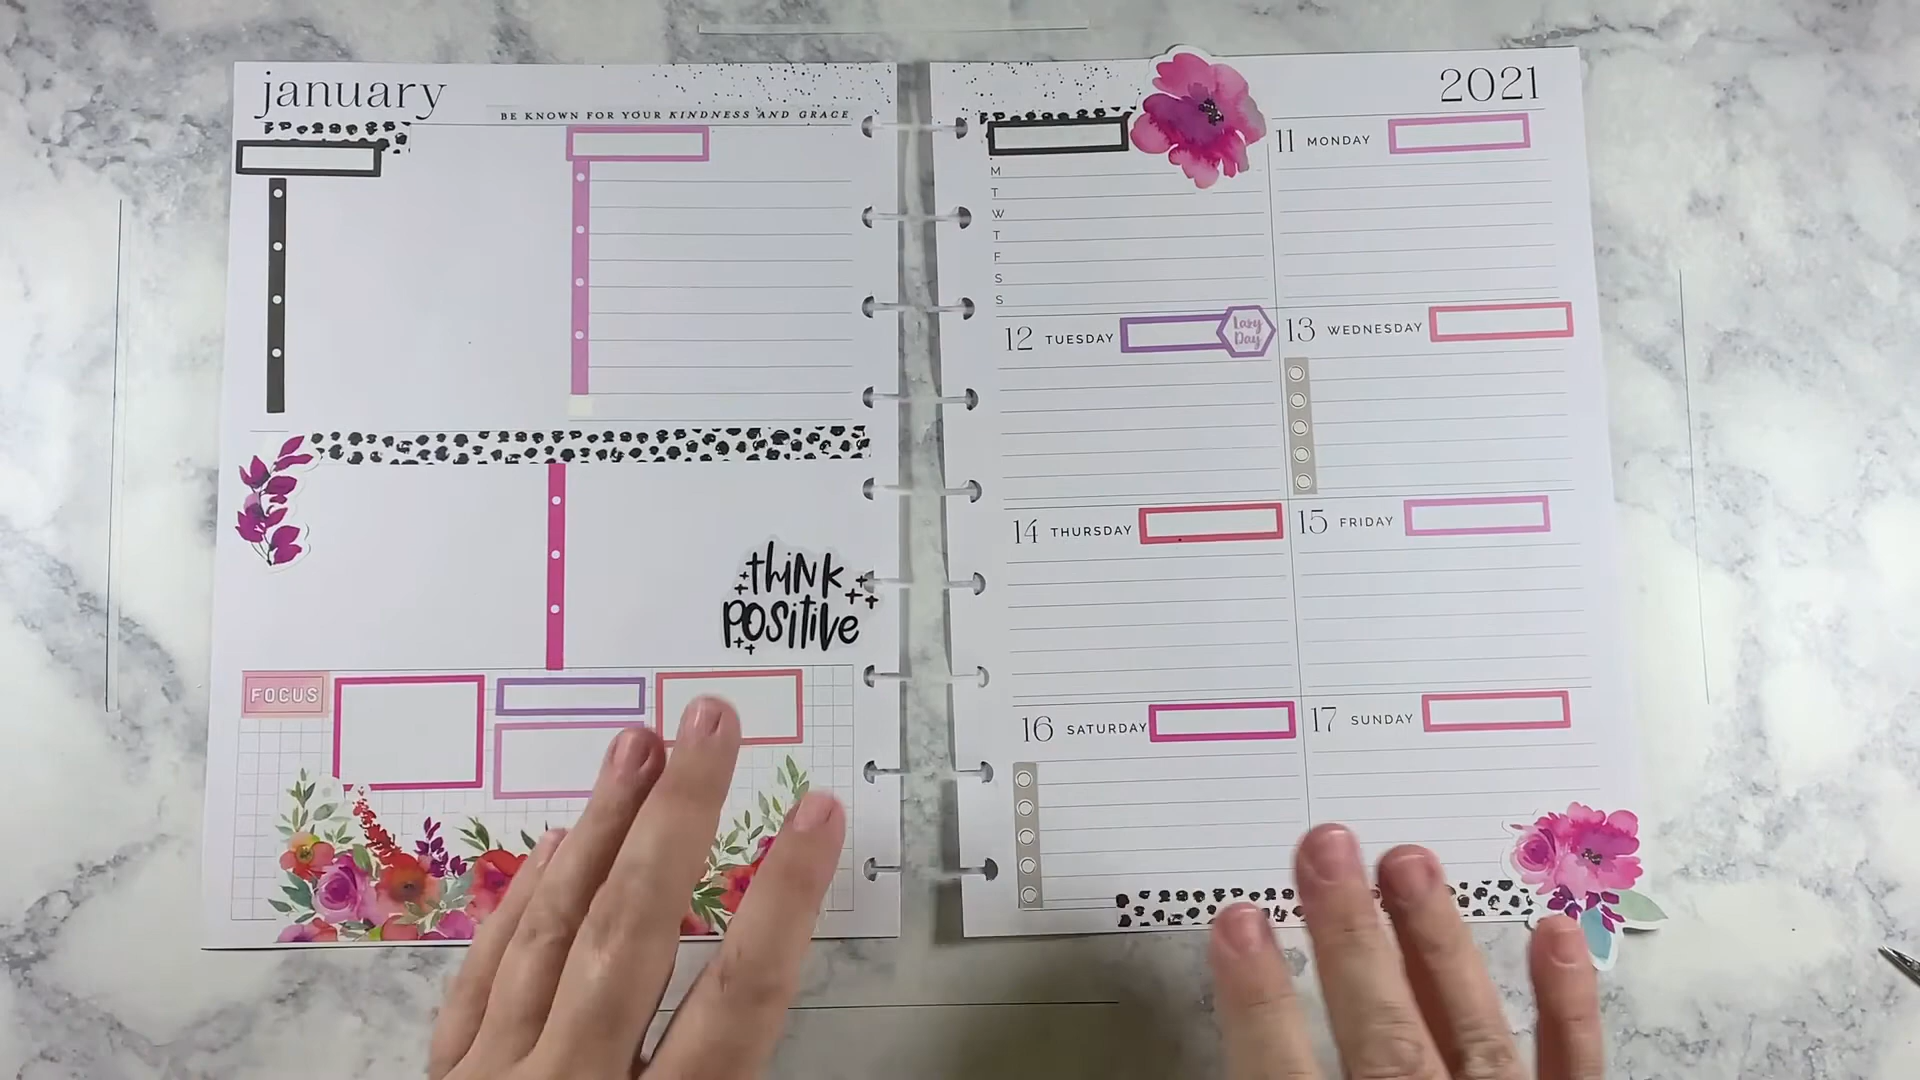 january
BE KNOWN FOR YOUR KINDNESS AND GRACE
think
positive
FOCUS
2021
M
T
W
T
F
S
S
11 MONDAY
12 TUESDAY
Lazy
Day
13 WEDNESDAY
14 THURSDAY
15 FRIDAY
16 SATURDAY
17 SUNDAY